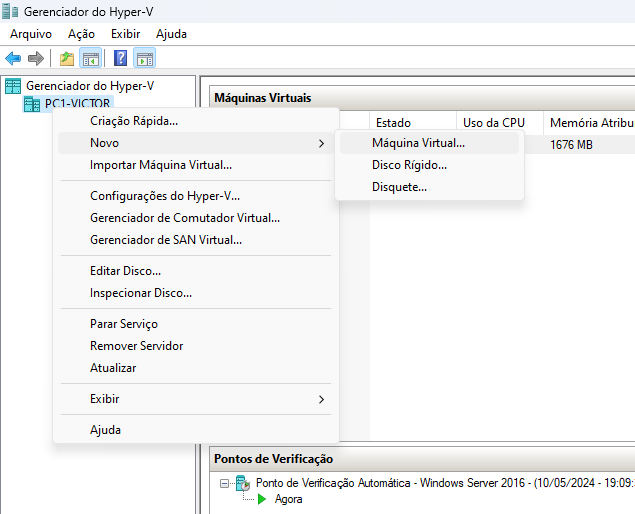 Gerenciador do Hyper-V
Arquivo Ação Exibir Ajuda
Gerenciador do Hyper-V
PC1-VICTOR
Máquinas Virtuais
Estado Uso da CPU Memória Atribu
1676 MB
Criação Rápida...
Novo
Importar Máquina Virtual...
Configurações do Hyper-V...
Gerenciador de Comutador Virtual...
Gerenciador de SAN Virtual...
Editar Disco...
Inspecionar Disco...
Parar Serviço
Remover Servidor
Atualizar
Exibir
Ajuda
Máquina Virtual...
Disco Rígido...
Disquete...
Pontos de Verificação
Ponto de Verificação Automática - Windows Server 2016 - (10/05/2024 - 19:09:
Agora